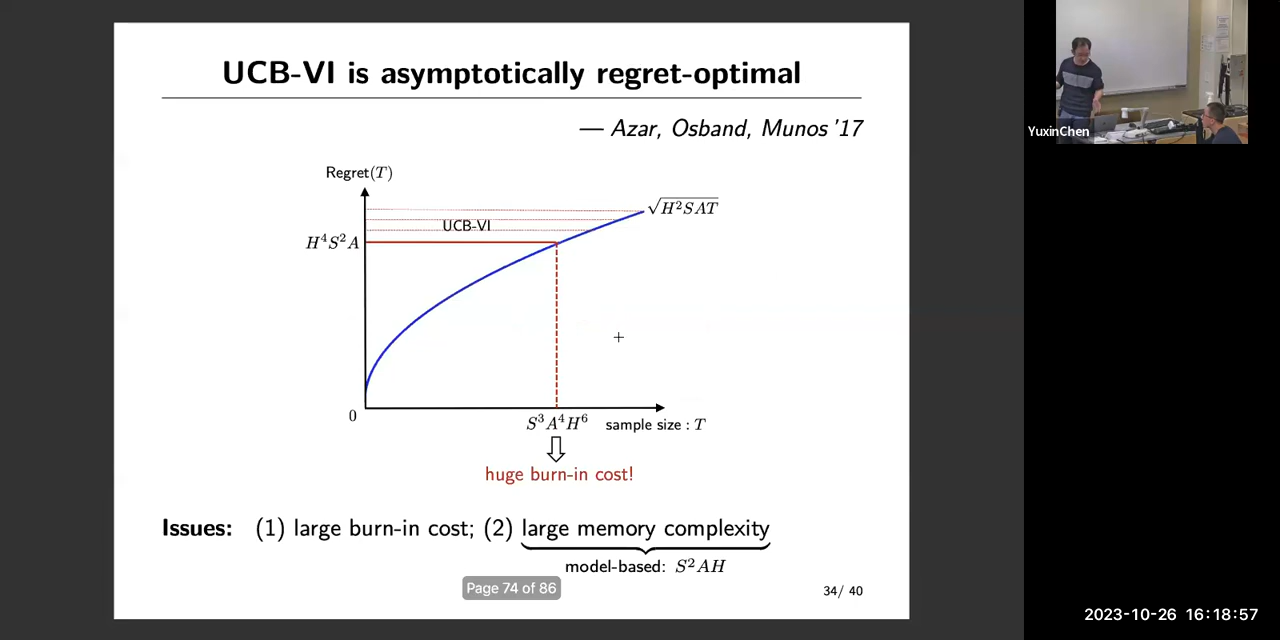 UCB-VI is asymptotically regret-optimal
— Azar, Osband, Munos '17
Regret(T)
√H²SAT
UCB-VI
H⁴S²A
0
S³A⁴H⁶ sample size : T
huge burn-in cost!
Issues: (1) large burn-in cost; (2) large memory complexity
model-based: S²AH
Page 74 of 86
34/ 40
YuxinChen
2023-10-26 16:18:57